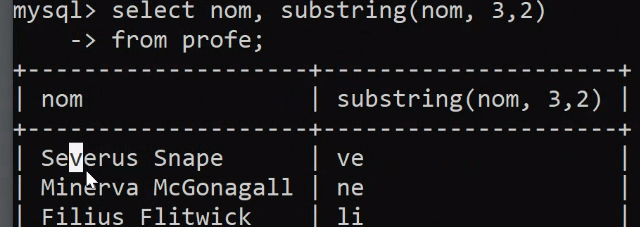 mysql> select nom, substring(nom, 3,2)
    -> from profe;
+--------------------+---------------------+
| nom                | substring(nom, 3,2) |
+--------------------+---------------------+
| Severus Snape      | ve                  |
| Minerva McGonagall | ne                  |
| Filius Flitwick    | li                  |